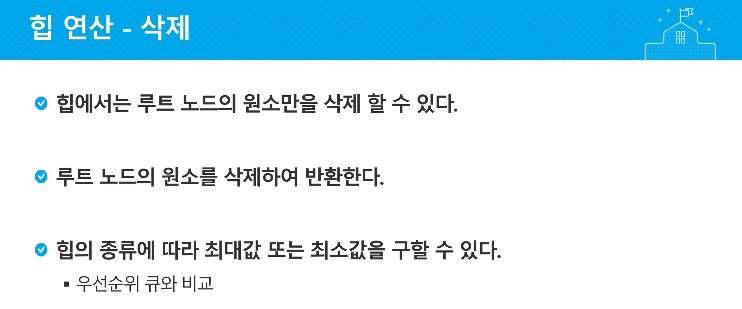 힙 연산 - 삭제
힙에서는 루트 노드의 원소만을 삭제 할 수 있다.
루트 노드의 원소를 삭제하여 반환한다.
힙의 종류에 따라 최대값 또는 최소값을 구할 수 있다.
▪ 우선순위 큐와 비교